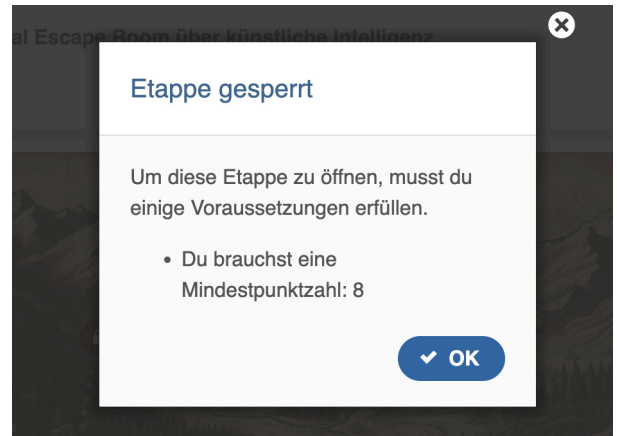 al Escape Room über künstliche Intelligenz
Etappe gesperrt
Um diese Etappe zu öffnen, musst du
einige Voraussetzungen erfüllen.
• Du brauchst eine
Mindestpunktzahl: 8
OK